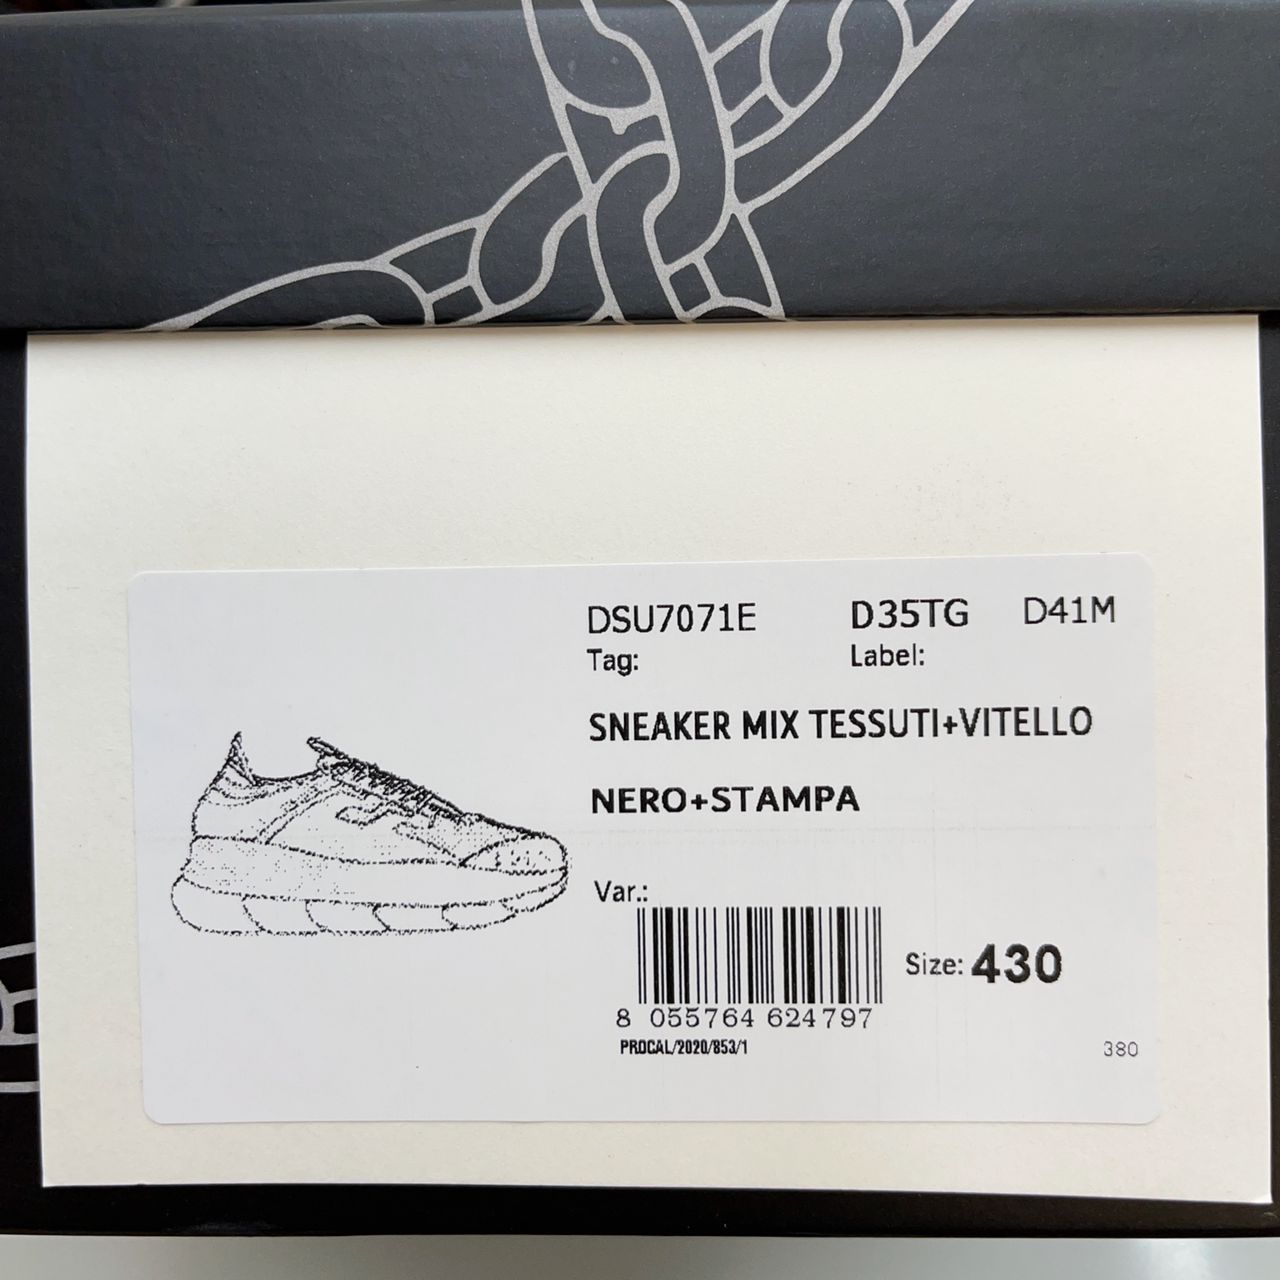 DSU7071E D35TG D41M
Tag: Label:
SNEAKER MIX TESSUTI+VITELLO
NERO+STAMPA
Var.:
Size: 430
8 055764 624797
PROCAL/2020/853/1
380